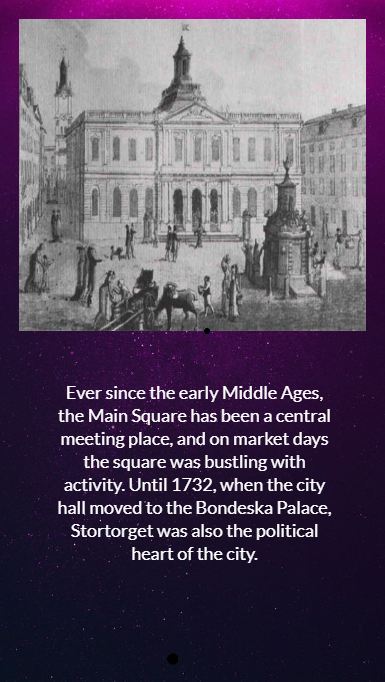 Ever since the early Middle Ages,
the Main Square has been a central
meeting place, and on market days
the square was bustling with
activity. Until 1732, when the city
hall moved to the Bondeska Palace,
Stortorget was also the political
heart of the city.